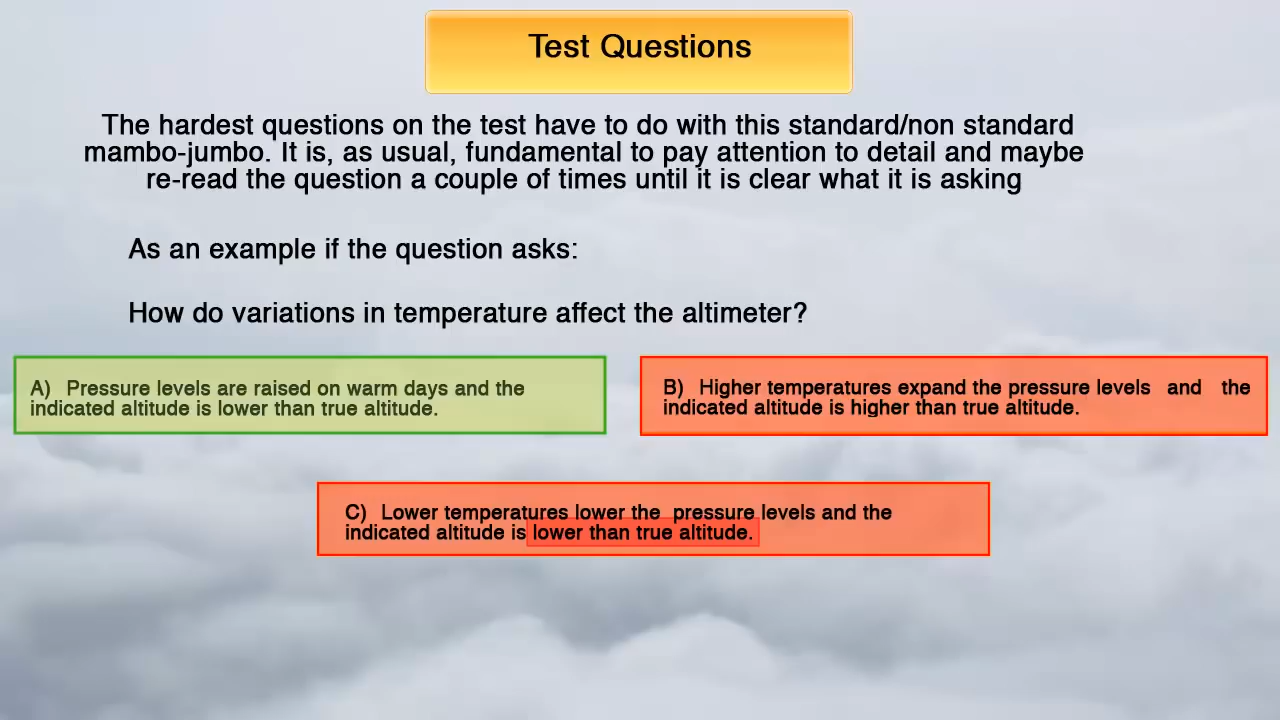 Test Questions
The hardest questions on the test have to do with this standard/non standard
mambo-jumbo. It is, as usual, fundamental to pay attention to detail and maybe
re-read the question a couple of times until it is clear what it is asking
As an example if the question asks:
How do variations in temperature affect the altimeter?
A) Pressure levels are raised on warm days and the
indicated altitude is lower than true altitude.
B) Higher temperatures expand the pressure levels and the
indicated altitude is higher than true altitude.
C) Lower temperatures lower the pressure levels and the
indicated altitude is lower than true altitude.